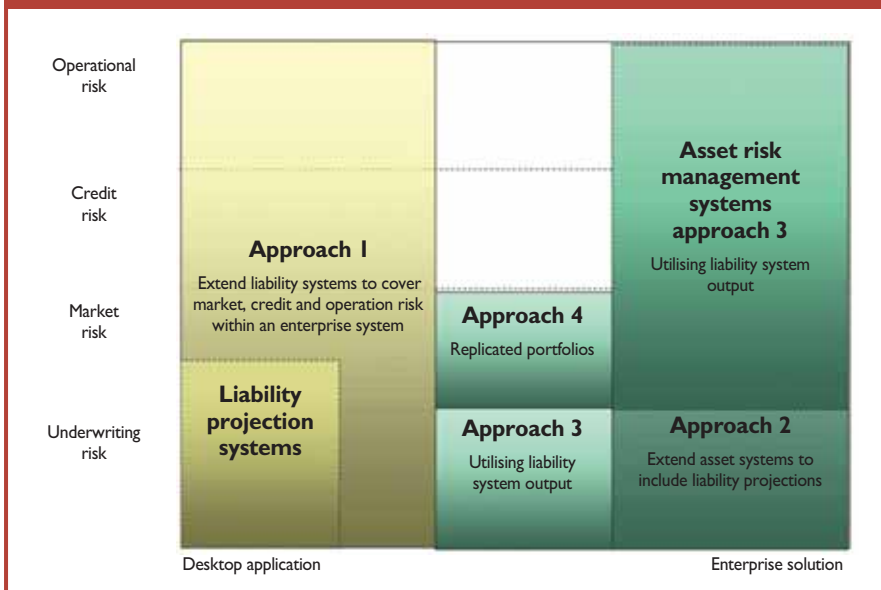 Operational
risk
Credit
risk
Market
risk
Underwriting
risk
Approach 1
Extend liability systems to cover
market, credit and operation risk
within an enterprise system
Liability
projection
systems
Approach 4
Replicated portfolios
Approach 3
Utilising liability
system output
Asset risk
management
systems
approach 3
Utilising liability system
output
Approach 2
Extend asset systems to
include liability projections
Desktop application
Enterprise solution